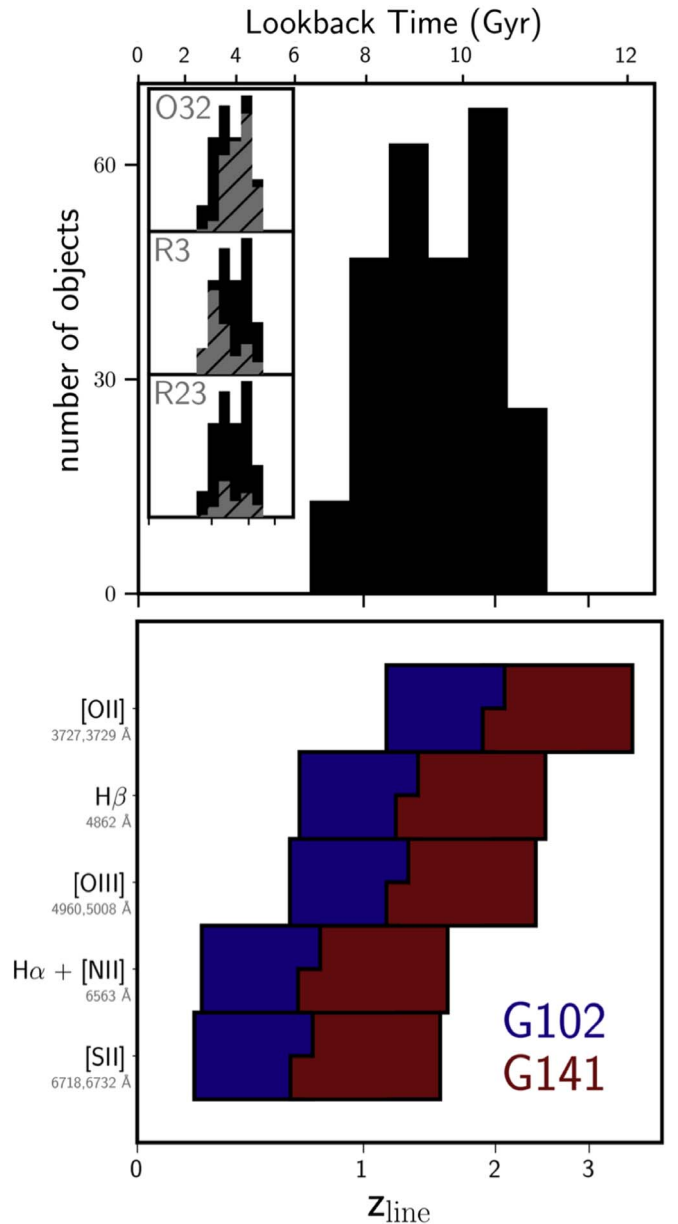 Lookback Time (Gyr)
0 2 4 6 8 10 12
O32
R3
R23
number of objects
60
30
0
[OII]
3727,3729 Å
Hβ
4862 Å
[OIII]
4960,5008 Å
Hα + [NII]
6563 Å
[SII]
6718,6732 Å
G102
G141
0 1 2 3
z_line